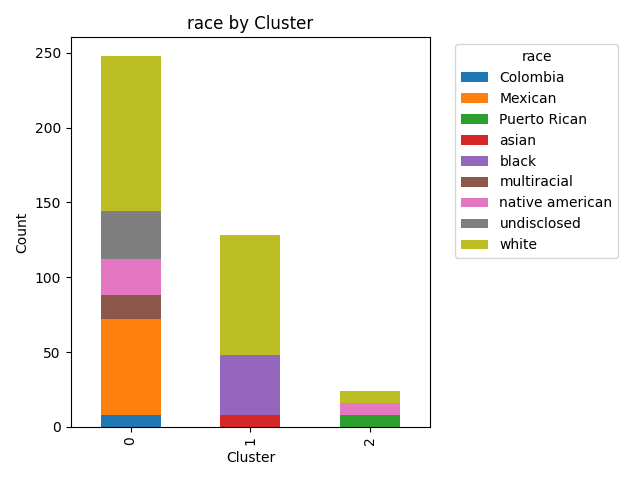 race by Cluster
250
200
150
100
50
0
Count
0
1
2
Cluster
race
Colombia
Mexican
Puerto Rican
asian
black
multiracial
native american
undisclosed
white